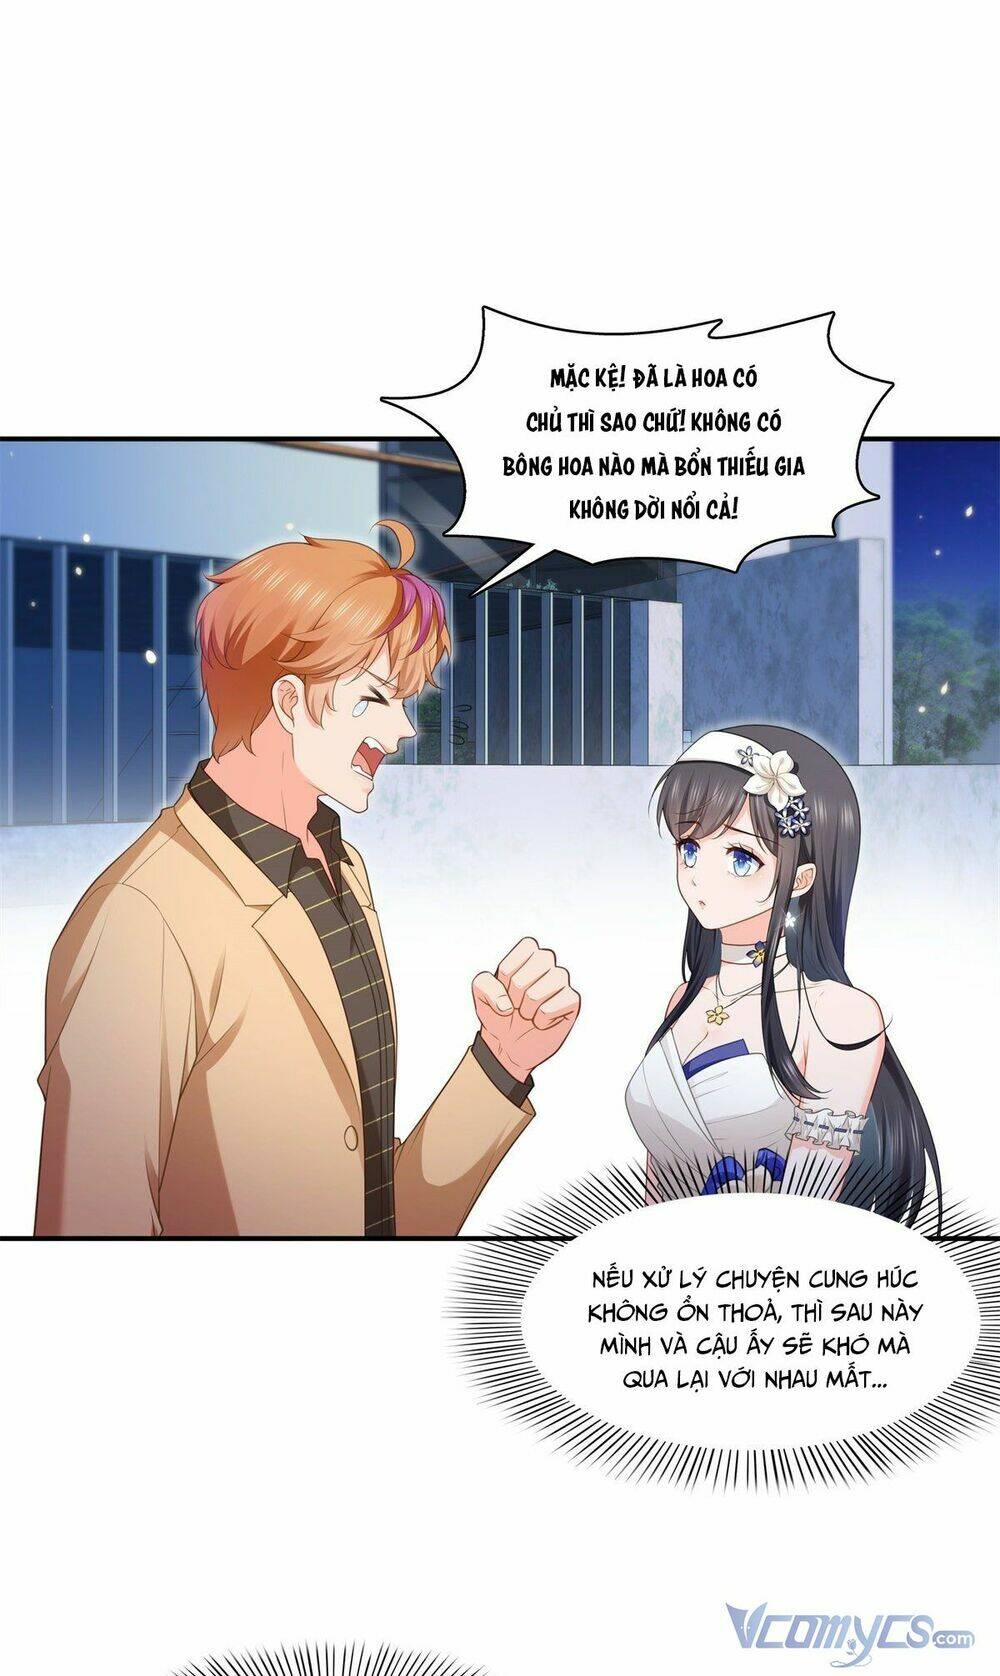 MẶC KỆ! ĐÃ LÀ HOA CÓ
CHỦ THÌ SAO CHỨ! KHÔNG CÓ
BÔNG HOA NÀO MÀ BỔN THIẾU GIA
KHÔNG DỜI NỔI CẢ!
NẾU XỬ LÝ CHUYỆN CUNG HÚC
KHÔNG ỔN THOẢ, THÌ SAU NÀY
MÌNH VÀ CẬU ẤY SẼ KHÓ MÀ
QUA LẠI VỚI NHAU MẤT...
VCOMYCS.com